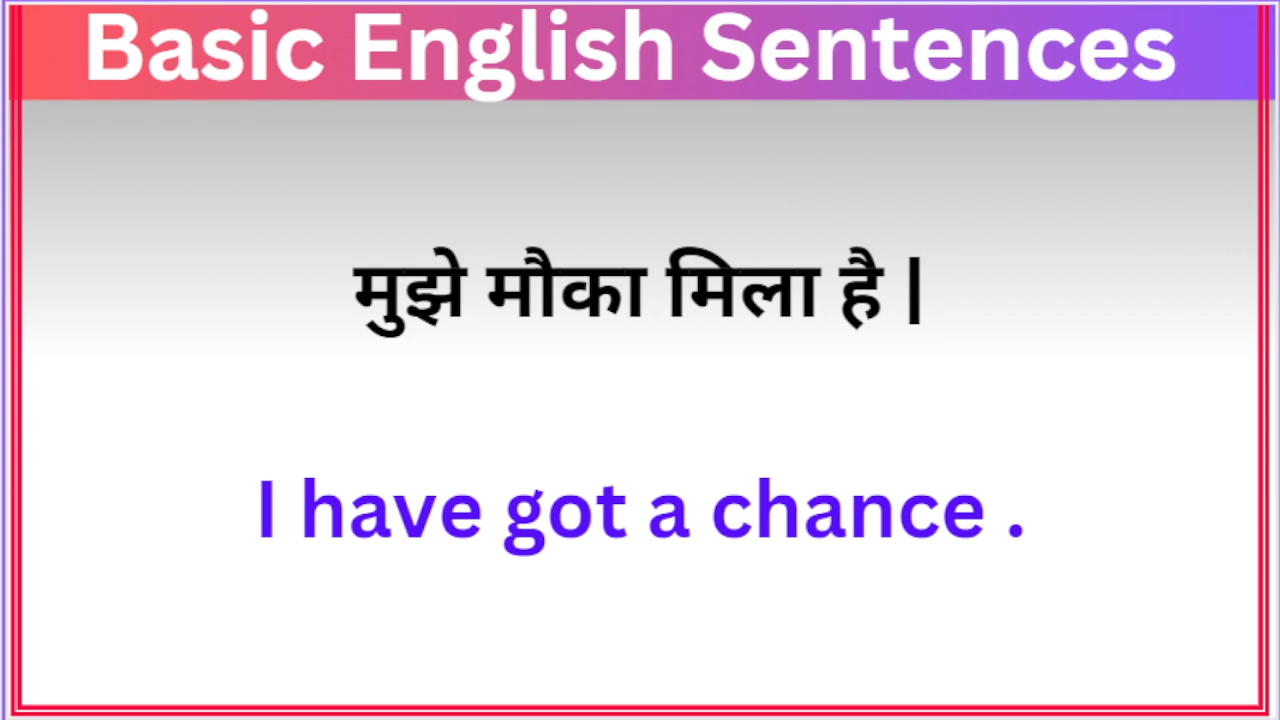 Basic English Sentences
मुझे मौका मिला है |
I have got a chance .